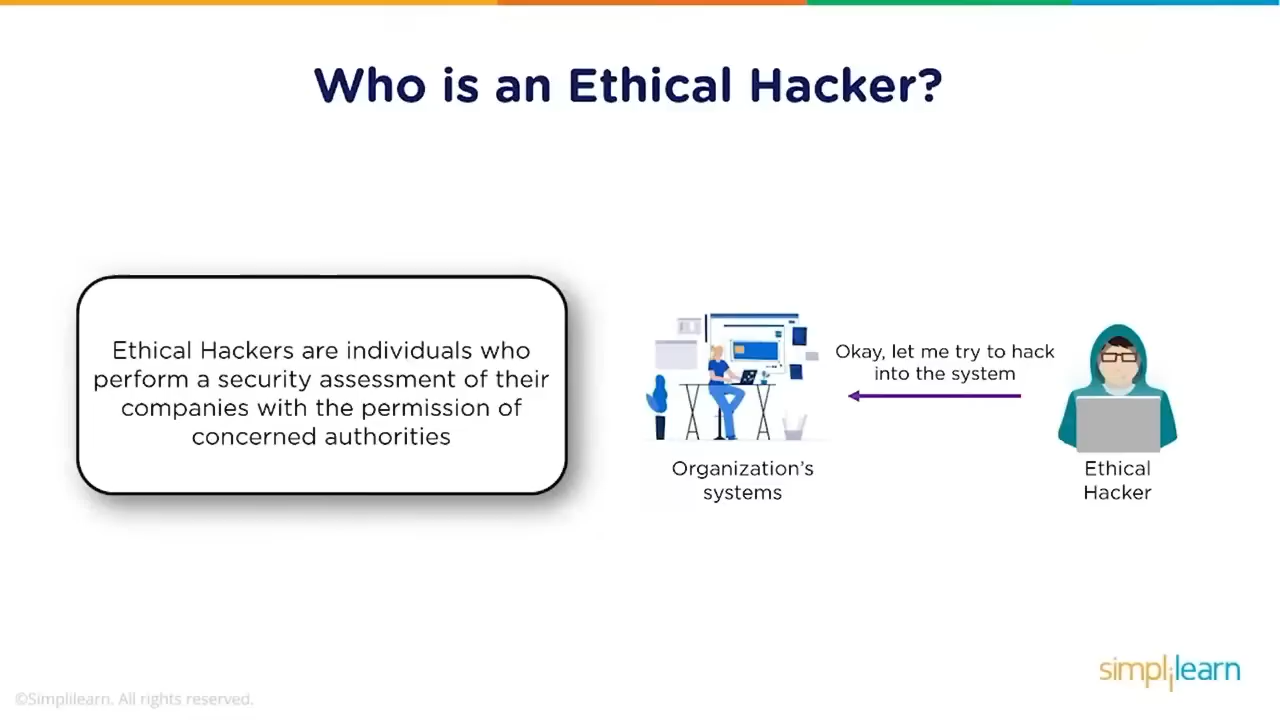 Who is an Ethical Hacker?
Ethical Hackers are individuals who
perform a security assessment of their
companies with the permission of
concerned authorities
Okay, let me try to hack
into the system
Organization's
systems
Ethical
Hacker
simplilearn
©Simplilearn. All rights reserved.